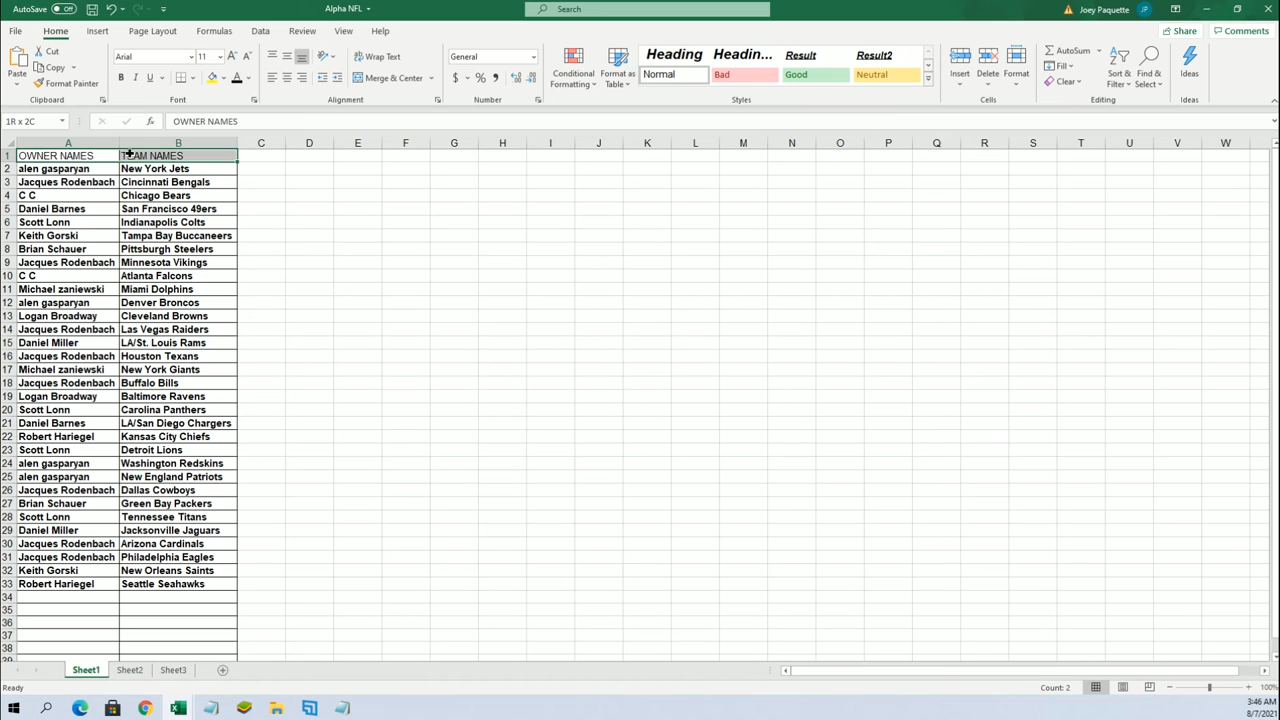 AutoSave Off Alpha NFL Search Joey Paquette JP
File Home Insert Page Layout Formulas Data Review View Help Share Comments
Paste Cut Copy Format Painter Clipboard
Arial 11 B I U A Font
Wrap Text Merge & Center Alignment
General $ % Number
Conditional Formatting Format as Table
Heading Headin... Result Result2
Normal Bad Good Neutral
Styles
Insert Delete Format Cells
AutoSum Fill Clear Sort & Filter Find & Select Editing
Ideas Ideas
1R x 2C fx OWNER NAMES
A B C D E F G H I J K L M N O P Q R S T U V W
1 OWNER NAMES TEAM NAMES
2 alen gasparyan New York Jets
3 Jacques Rodenbach Cincinnati Bengals
4 C C Chicago Bears
5 Daniel Barnes San Francisco 49ers
6 Scott Lonn Indianapolis Colts
7 Keith Gorski Tampa Bay Buccaneers
8 Brian Schauer Pittsburgh Steelers
9 Jacques Rodenbach Minnesota Vikings
10 C C Atlanta Falcons
11 Michael zaniewski Miami Dolphins
12 alen gasparyan Denver Broncos
13 Logan Broadway Cleveland Browns
14 Jacques Rodenbach Las Vegas Raiders
15 Daniel Miller LA/St. Louis Rams
16 Jacques Rodenbach Houston Texans
17 Michael zaniewski New York Giants
18 Jacques Rodenbach Buffalo Bills
19 Logan Broadway Baltimore Ravens
20 Scott Lonn Carolina Panthers
21 Daniel Barnes LA/San Diego Chargers
22 Robert Hariegel Kansas City Chiefs
23 Scott Lonn Detroit Lions
24 alen gasparyan Washington Redskins
25 alen gasparyan New England Patriots
26 Jacques Rodenbach Dallas Cowboys
27 Brian Schauer Green Bay Packers
28 Scott Lonn Tennessee Titans
29 Daniel Miller Jacksonville Jaguars
30 Jacques Rodenbach Arizona Cardinals
31 Jacques Rodenbach Philadelphia Eagles
32 Keith Gorski New Orleans Saints
33 Robert Hariegel Seattle Seahawks
34
35
36
37
38
39
Sheet1 Sheet2 Sheet3
Ready Count: 2 100%
3:46 AM
8/7/2021